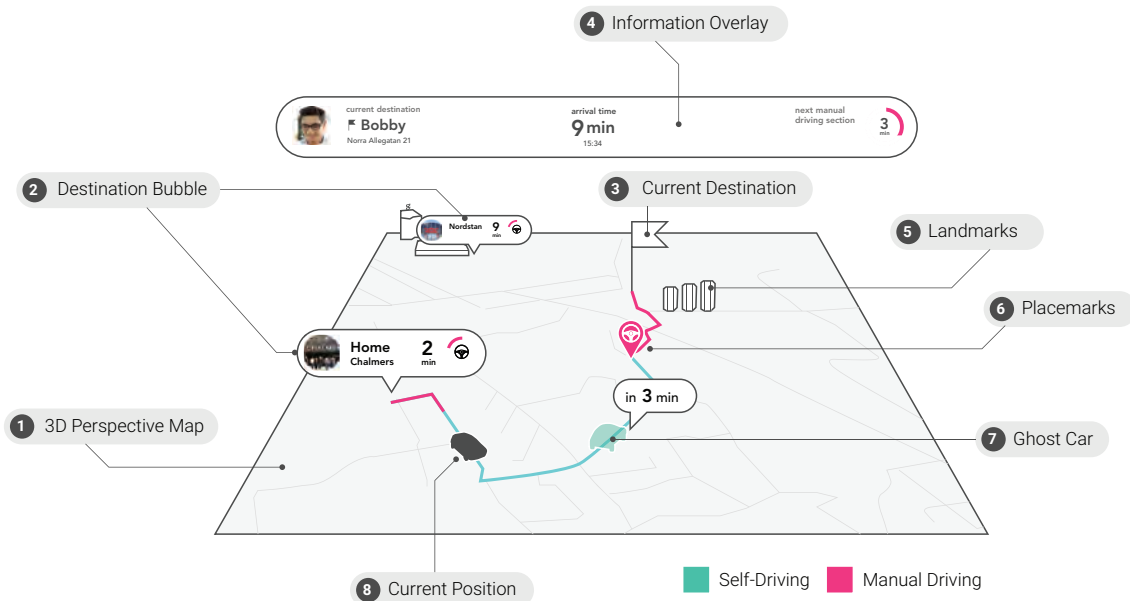 4 Information Overlay
current destination
Bobby
Norra Allegatan 21
arrival time
9 min
15:34
next manual
driving section
3
min
2 Destination Bubble
3 Current Destination
S
Nordstan
9
min
5 Landmarks
6 Placemarks
Home
Chalmers
2
min
in 3 min
1 3D Perspective Map
7 Ghost Car
8 Current Position
Self-Driving
Manual Driving